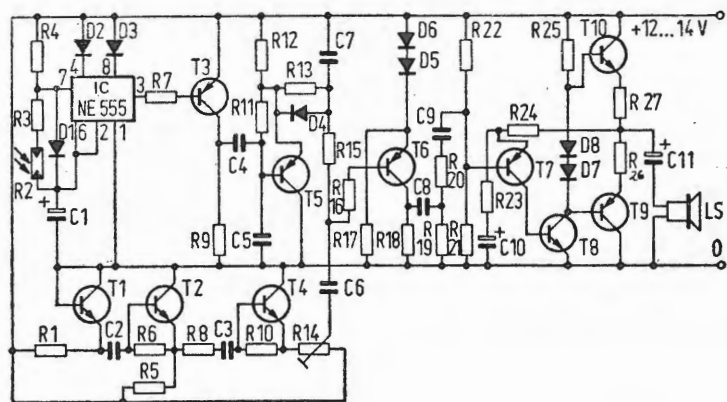 R4 D2 D3 R12 C7 D6 R22 R25 T10 +12...14 V
D5
7 4 8 3 R7 T3 R13
IC
NE 555
R3 D1 6 2 1 R11 D4 C9 R24 R 27
R2 C4 T5 R15 T6 R 20 T7 D8 D7 R 26 C11
+ C1 R9 C5 R 16 R17 R18 C8 R 19 R 21 R23 + C10 T8 T9 + LS
0
T1 T2 T4 C6
R1 C2 R6 R8 C3 R10 R14
R5